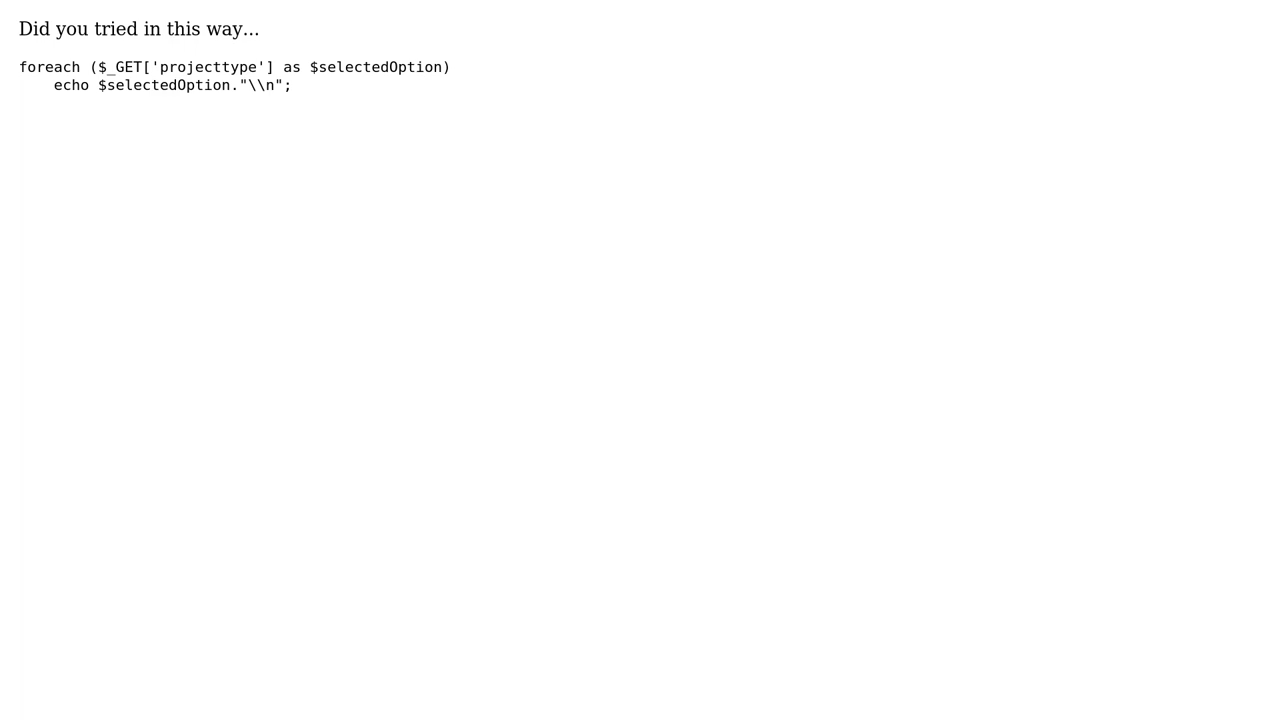 Did you tried in this way...
foreach ($_GET['projecttype'] as $selectedOption)
    echo $selectedOption."\\n";